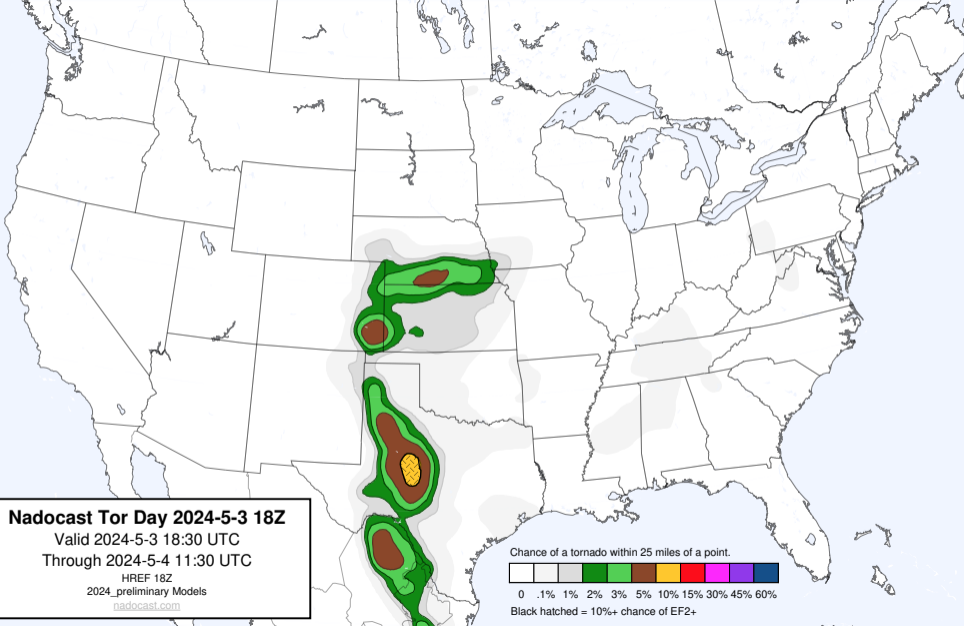 Nadocast Tor Day 2024-5-3 18Z
Valid 2024-5-3 18:30 UTC
Through 2024-5-4 11:30 UTC
HREF 18Z
2024_preliminary Models
nadocast.com
Chance of a tornado within 25 miles of a point.
0 .1% 1% 2% 3% 5% 10% 15% 30% 45% 60%
Black hatched = 10%+ chance of EF2+